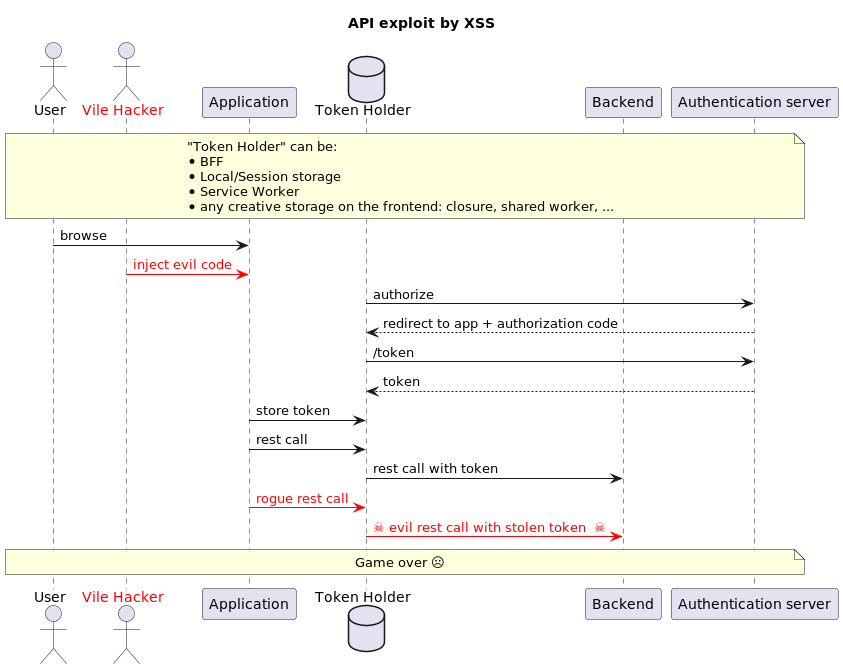 API exploit by XSS
User
Vile Hacker
Application
Token Holder
Backend
Authentication server
"Token Holder" can be:
• BFF
• Local/Session storage
• Service Worker
• any creative storage on the frontend: closure, shared worker, ...
browse
inject evil code
authorize
redirect to app + authorization code
/token
token
store token
rest call
rest call with token
rogue rest call
☠ evil rest call with stolen token ☠
Game over ☹
User
Vile Hacker
Application
Token Holder
Backend
Authentication server